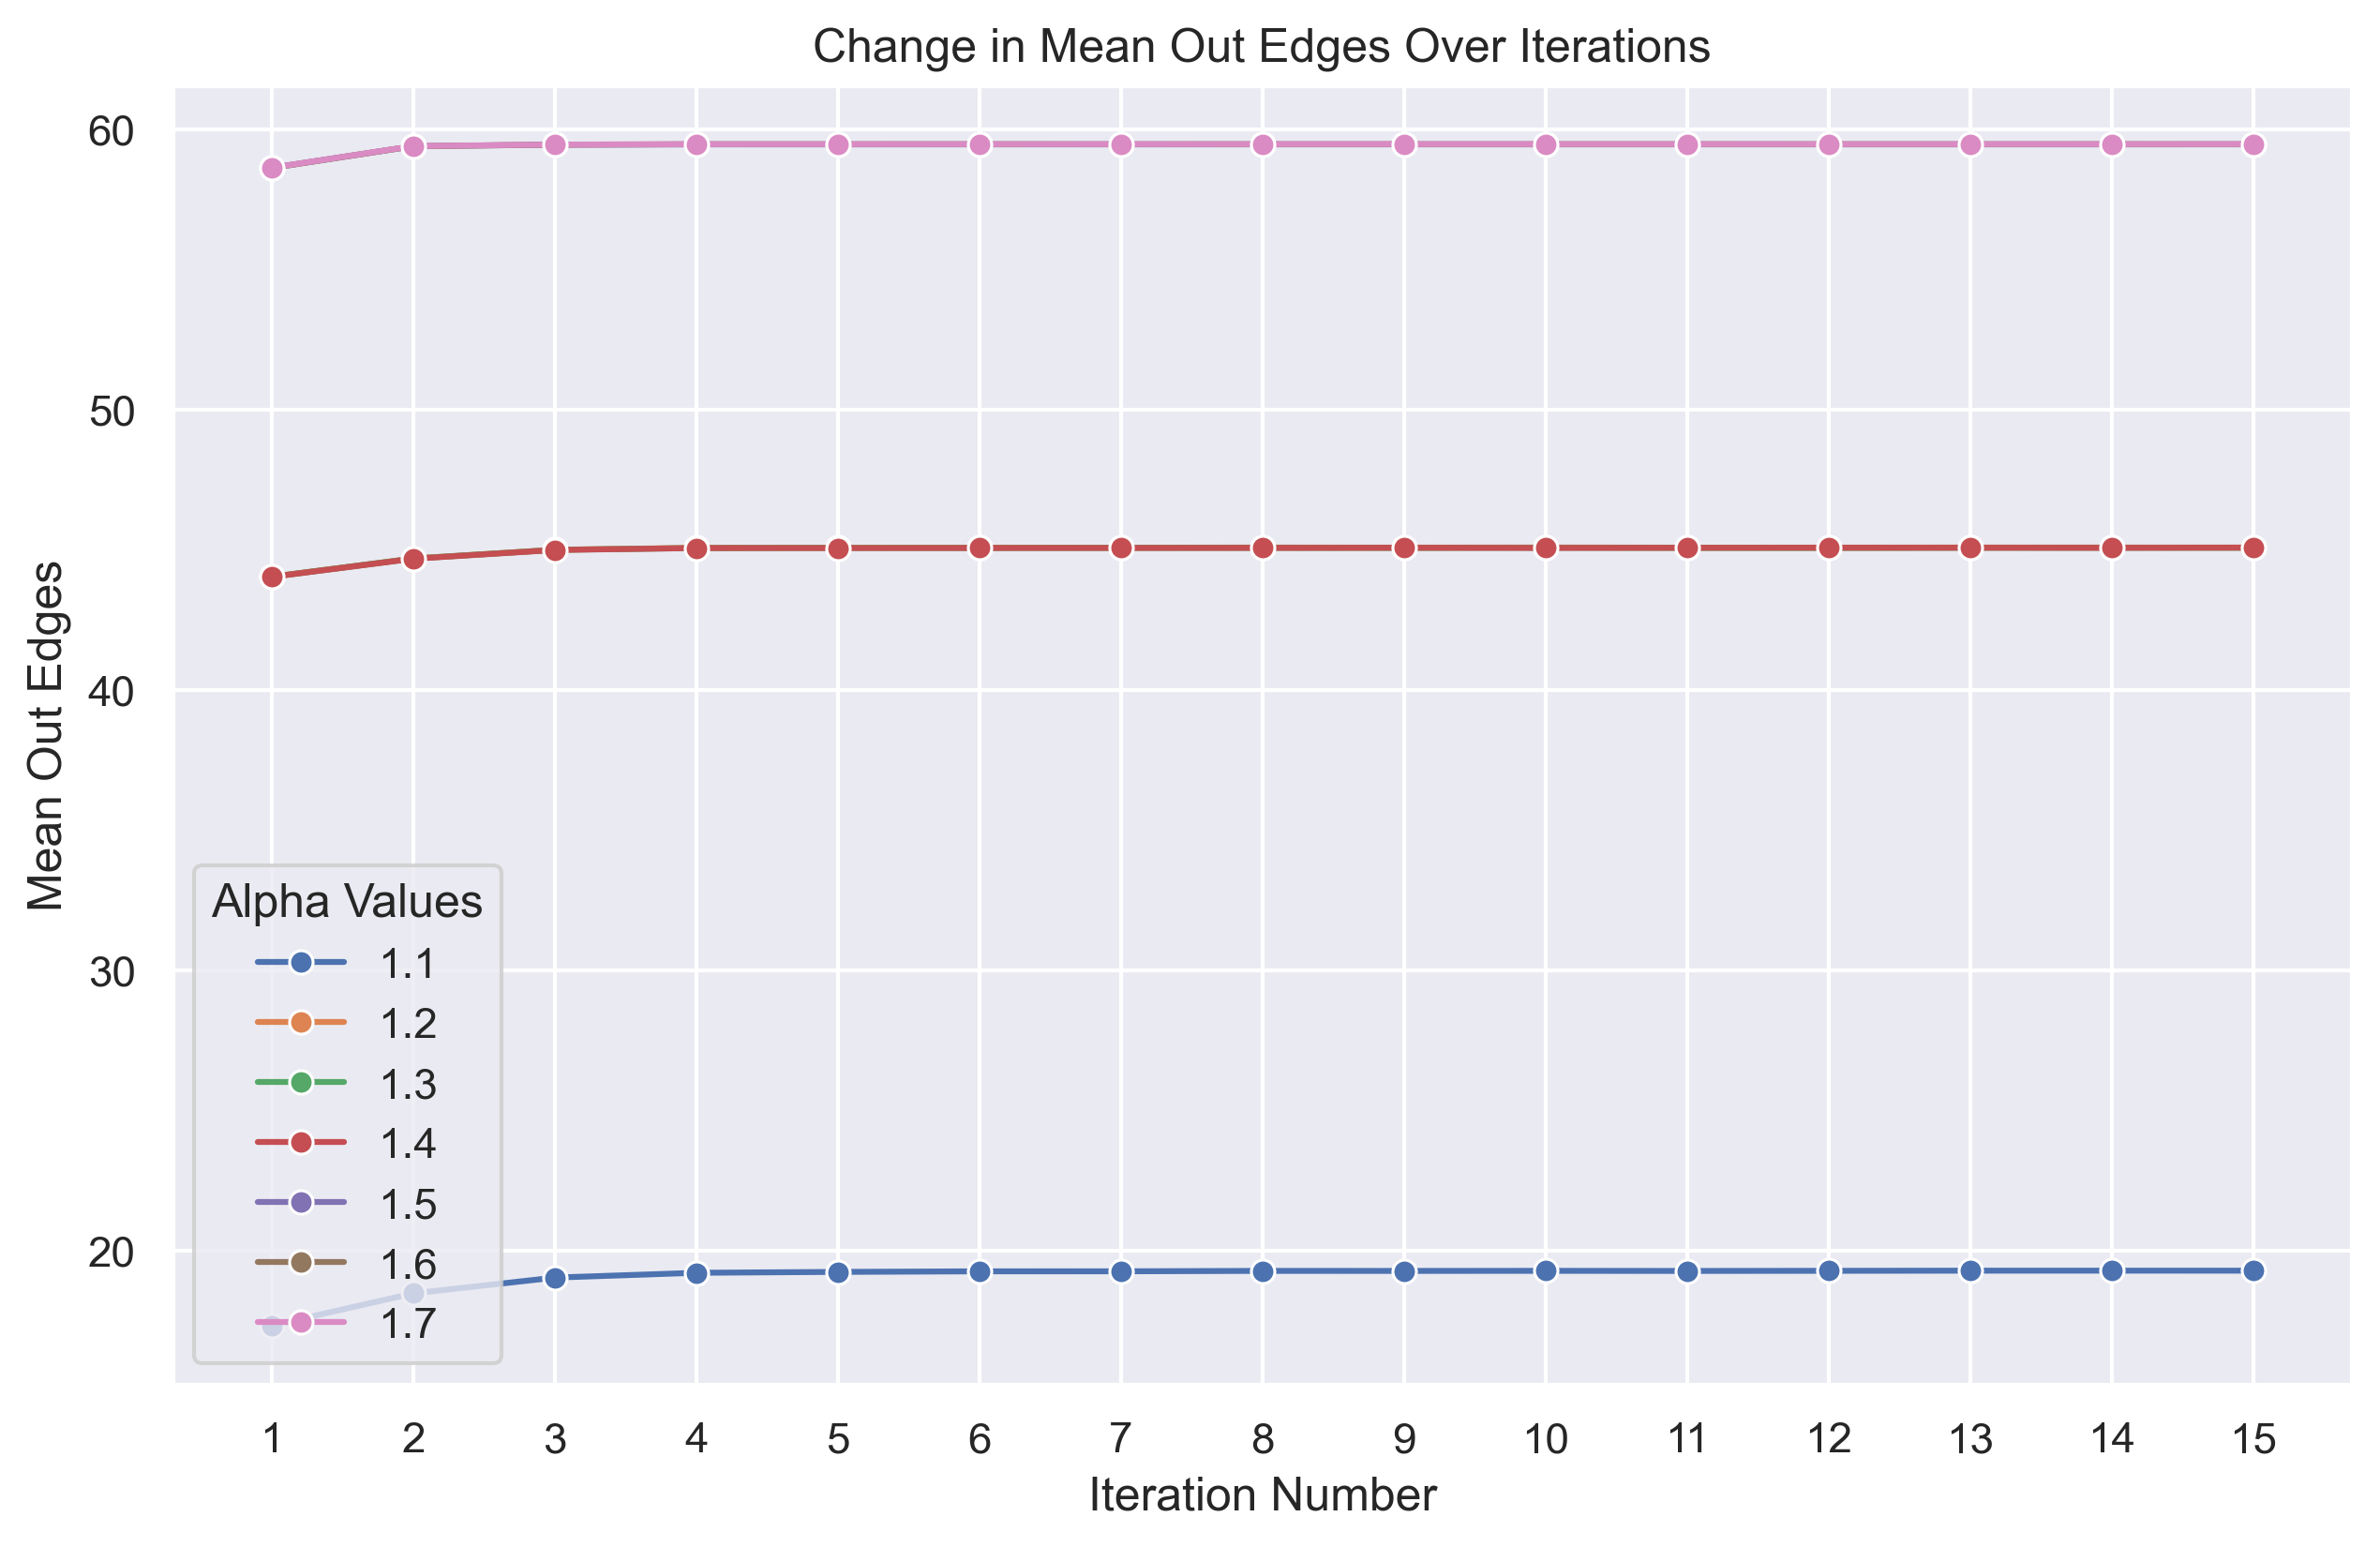 Change in Mean Out Edges Over Iterations
60
50
40
30
20
Mean Out Edges
Alpha Values
1.1
1.2
1.3
1.4
1.5
1.6
1.7
1 2 3 4 5 6 7 8 9 10 11 12 13 14 15
Iteration Number